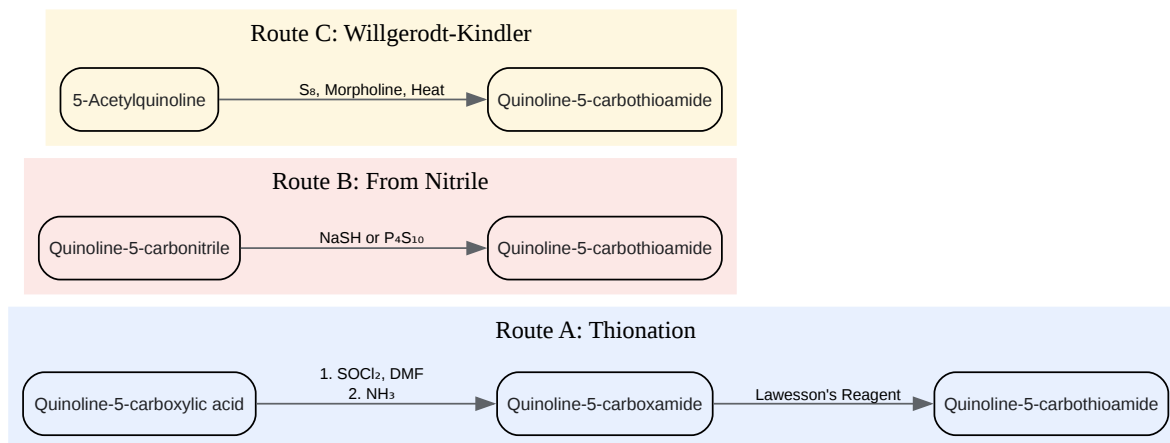 Route C: Willgerodt-Kindler
5-Acetylquinoline
S₈, Morpholine, Heat
Quinoline-5-carbothioamide
Route B: From Nitrile
Quinoline-5-carbonitrile
NaSH or P₄S₁₀
Quinoline-5-carbothioamide
Route A: Thionation
Quinoline-5-carboxylic acid
1. SOCl₂, DMF
2. NH₃
Quinoline-5-carboxamide
Lawesson's Reagent
Quinoline-5-carbothioamide